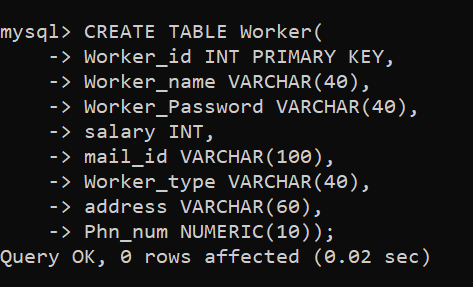 mysql> CREATE TABLE Worker(
    -> Worker_id INT PRIMARY KEY,
    -> Worker_name VARCHAR(40),
    -> Worker_Password VARCHAR(40),
    -> salary INT,
    -> mail_id VARCHAR(100),
    -> Worker_type VARCHAR(40),
    -> address VARCHAR(60),
    -> Phn_num NUMERIC(10));
Query OK, 0 rows affected (0.02 sec)